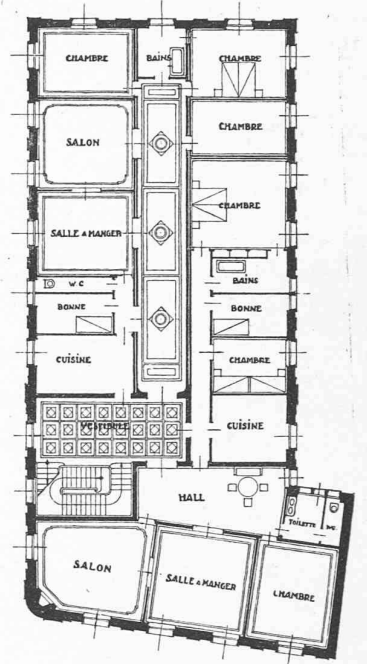 CHAMBRE
BAINS
CHAMBRE
SALON
CHAMBRE
SALLE A MANGER
CHAMBRE
W.C
BAINS
BONNE
BONNE
CUISINE
CHAMBRE
VESTIBULE
CUISINE
HALL
TOILETTE
W.C.
SALON
SALLE A MANGER
CHAMBRE